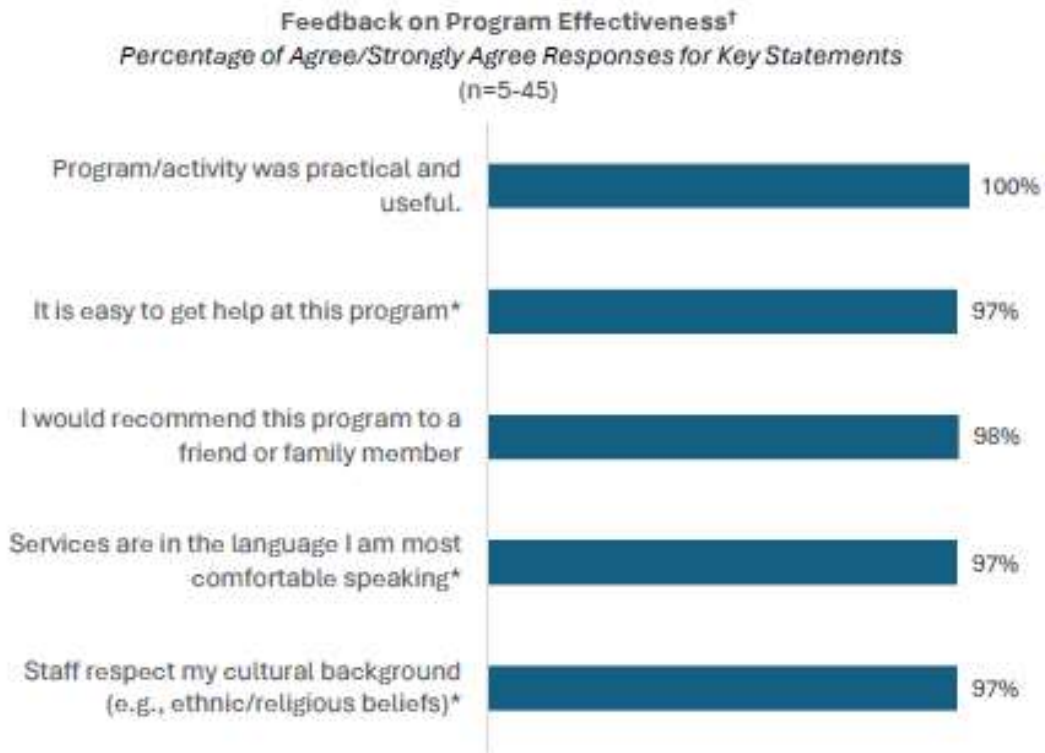 Feedback on Program Effectiveness†
Percentage of Agree/Strongly Agree Responses for Key Statements
(n=5-45)
Program/activity was practical and
useful.
100%
It is easy to get help at this program*
97%
I would recommend this program to a
friend or family member
98%
Services are in the language I am most
comfortable speaking*
97%
Staff respect my cultural background
(e.g., ethnic/religious beliefs)*
97%